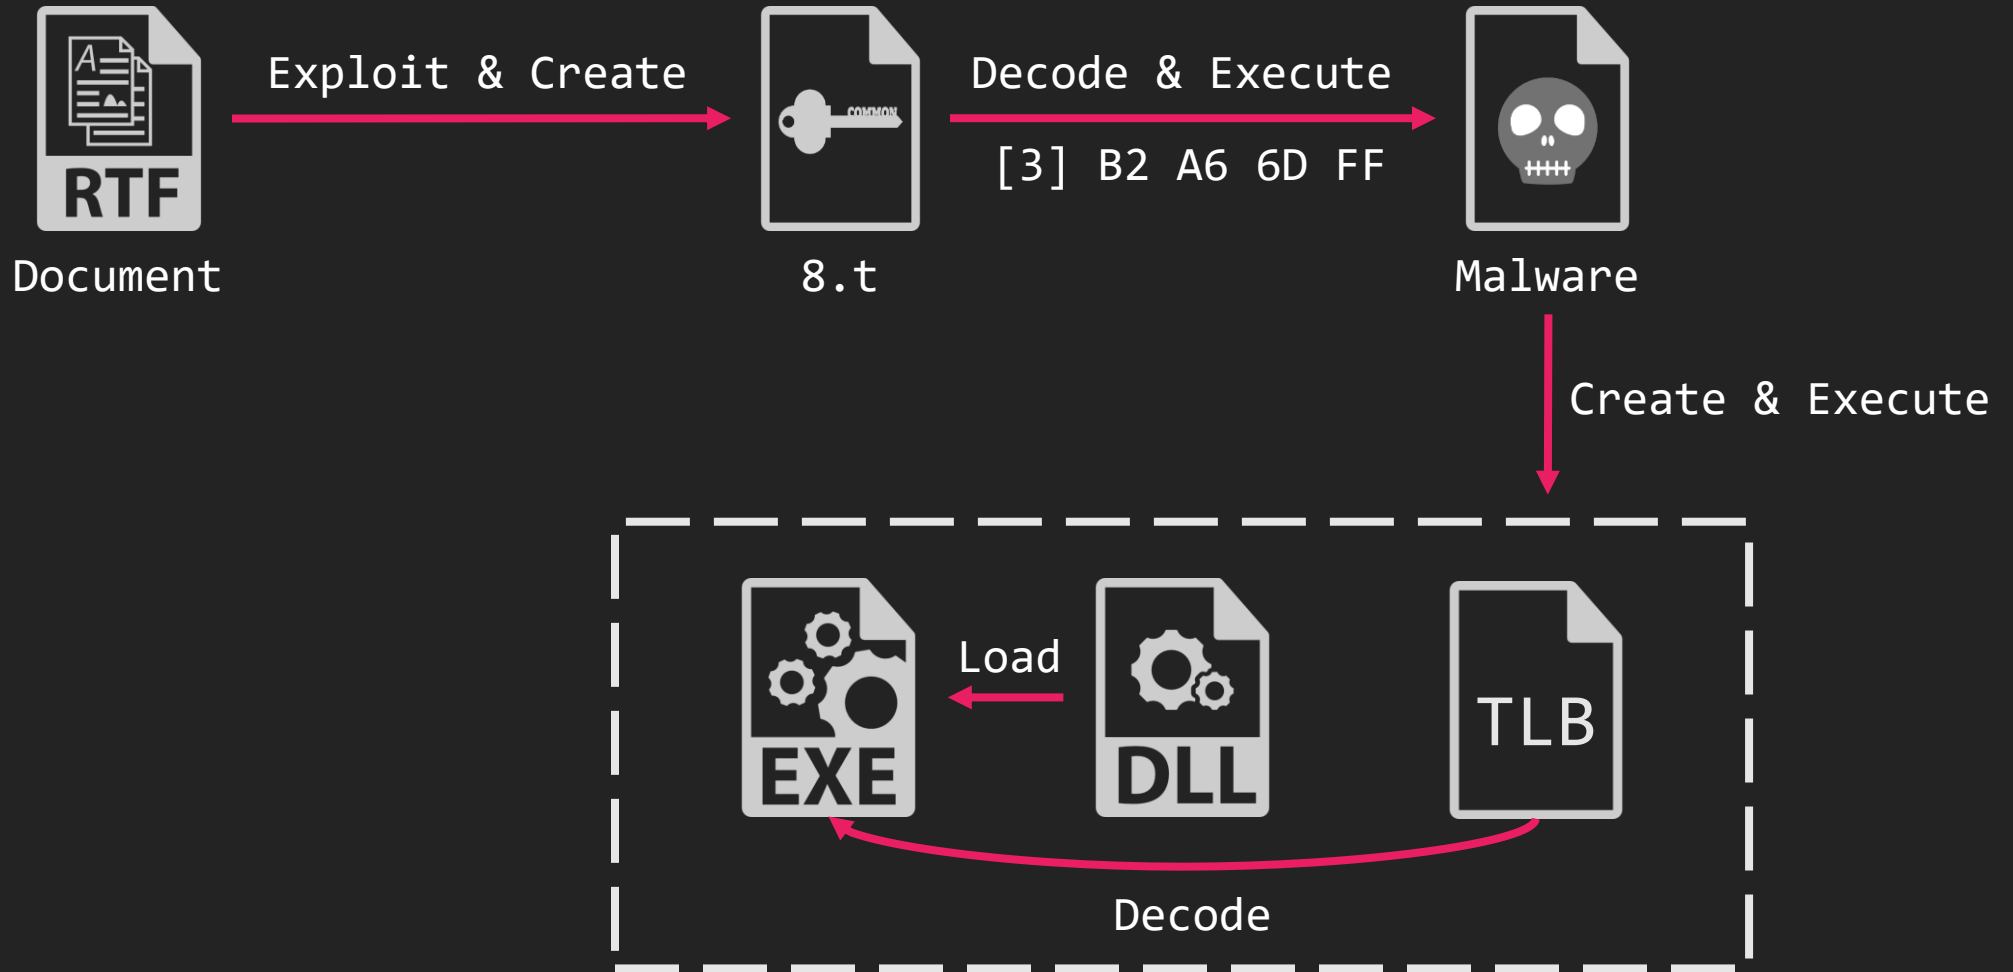 A
RTF
Document
Exploit & Create
COMMON
8.t
Decode & Execute
[3] B2 A6 6D FF
Malware
Create & Execute
EXE
Load
DLL
TLB
Decode